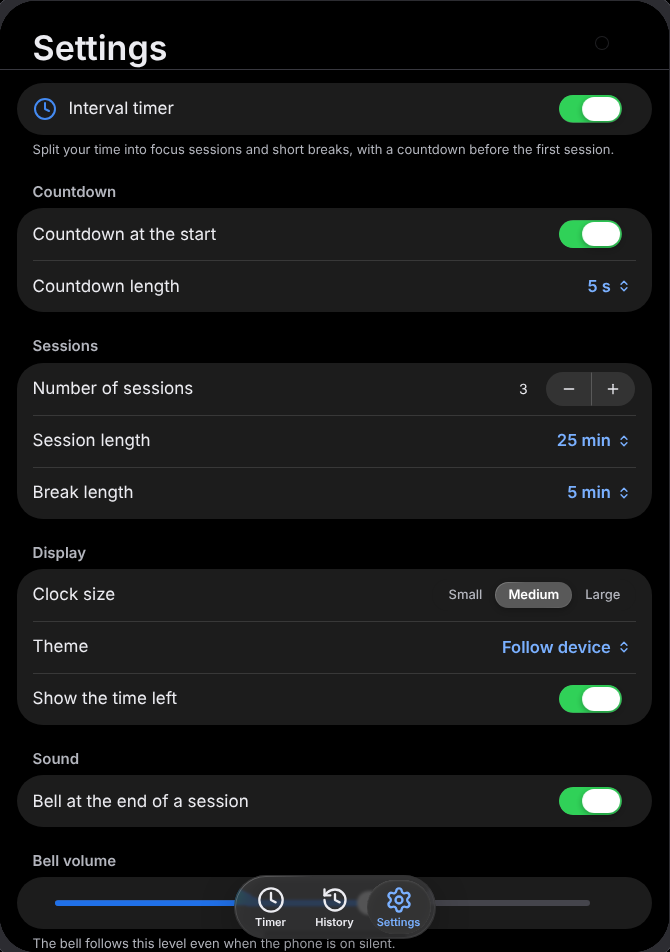 Settings
Interval timer
Split your time into focus sessions and short breaks, with a countdown before the first session.
Countdown
Countdown at the start
Countdown length 5 s
Sessions
Number of sessions 3 − +
Session length 25 min
Break length 5 min
Display
Clock size Small Medium Large
Theme Follow device
Show the time left
Sound
Bell at the end of a session
Bell volume
Timer History Settings
The bell follows this level even when the phone is on silent.